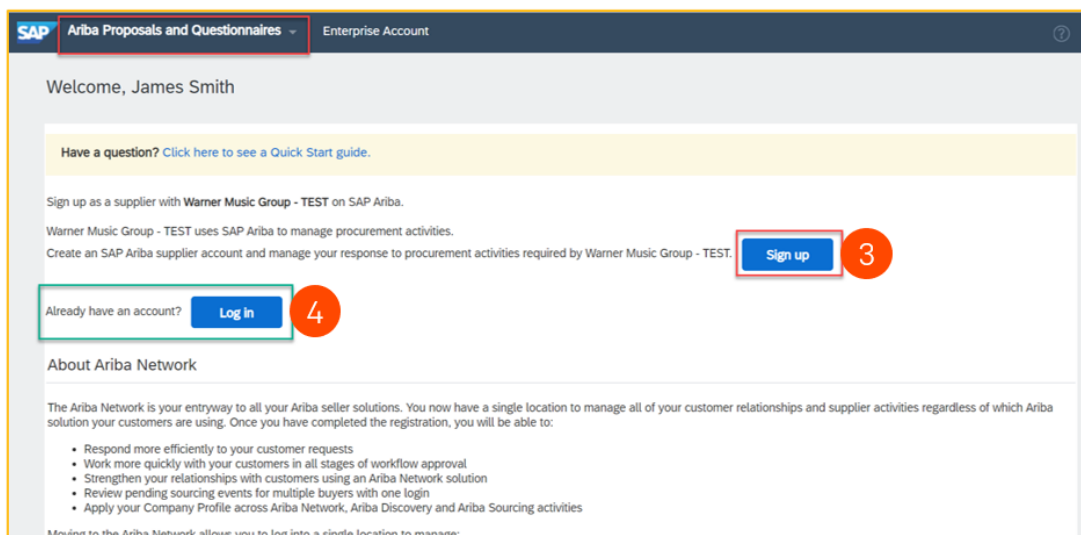 SAP Ariba Proposals and Questionnaires Enterprise Account ?
Welcome, James Smith
Have a question? Click here to see a Quick Start guide.
Sign up as a supplier with Warner Music Group - TEST on SAP Ariba.
Warner Music Group - TEST uses SAP Ariba to manage procurement activities.
Create an SAP Ariba supplier account and manage your response to procurement activities required by Warner Music Group - TEST. Sign up 3
Already have an account? Log in 4
About Ariba Network
The Ariba Network is your entryway to all your Ariba seller solutions. You now have a single location to manage all of your customer relationships and supplier activities regardless of which Ariba
solution your customers are using. Once you have completed the registration, you will be able to:
• Respond more efficiently to your customer requests
• Work more quickly with your customers in all stages of workflow approval
• Strengthen your relationships with customers using an Ariba Network solution
• Review pending sourcing events for multiple buyers with one login
• Apply your Company Profile across Ariba Network, Ariba Discovery and Ariba Sourcing activities
Moving to the Ariba Network allows you to log into a single location to manage: